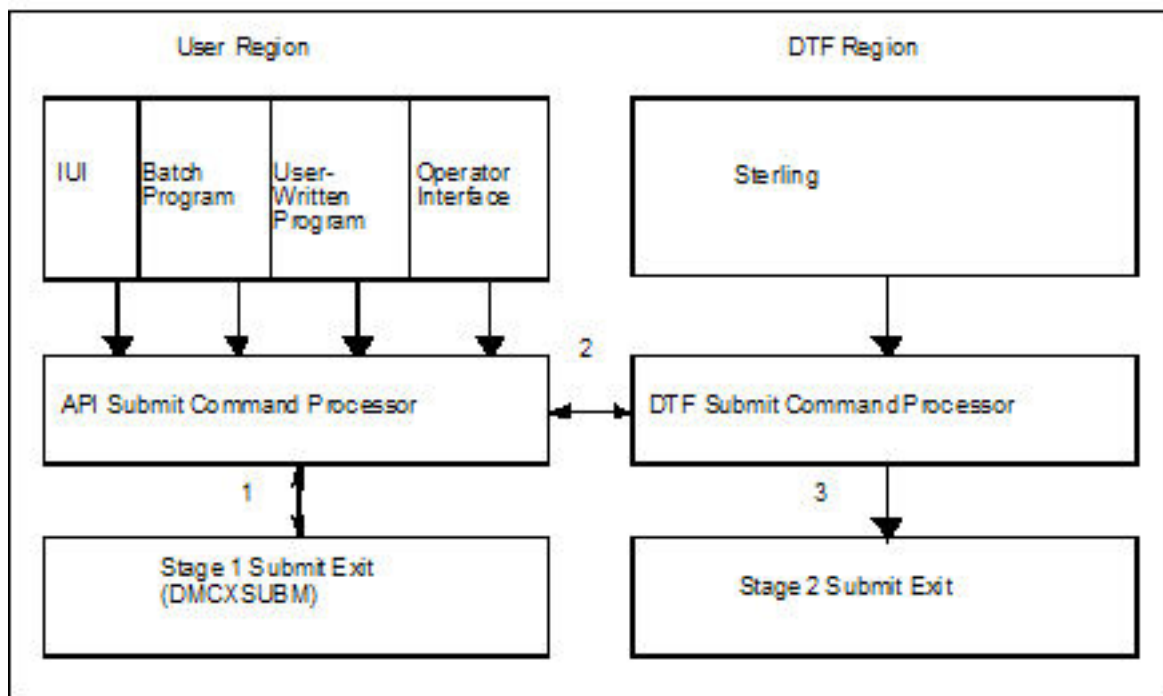 User Region
DTF Region
IUI
Batch
Program
User-
Written
Program
Operator
Interface
Sterling
2
API Submit Command Processor
DTF Submit Command Processor
1
3
Stage 1 Submit Exit
(DMCXSUBM)
Stage 2 Submit Exit